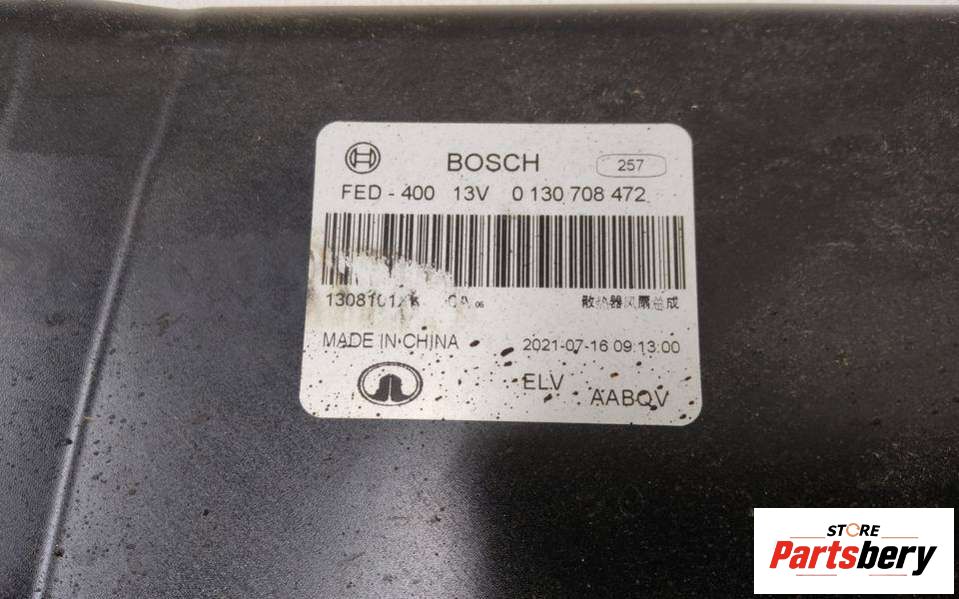 BOSCH 257
FED - 400 13V 0 130 708 472
散热器风扇总成
MADE IN CHINA 2021-07-16 09:13:00
ELV
AABQV
STORE
Partsbery